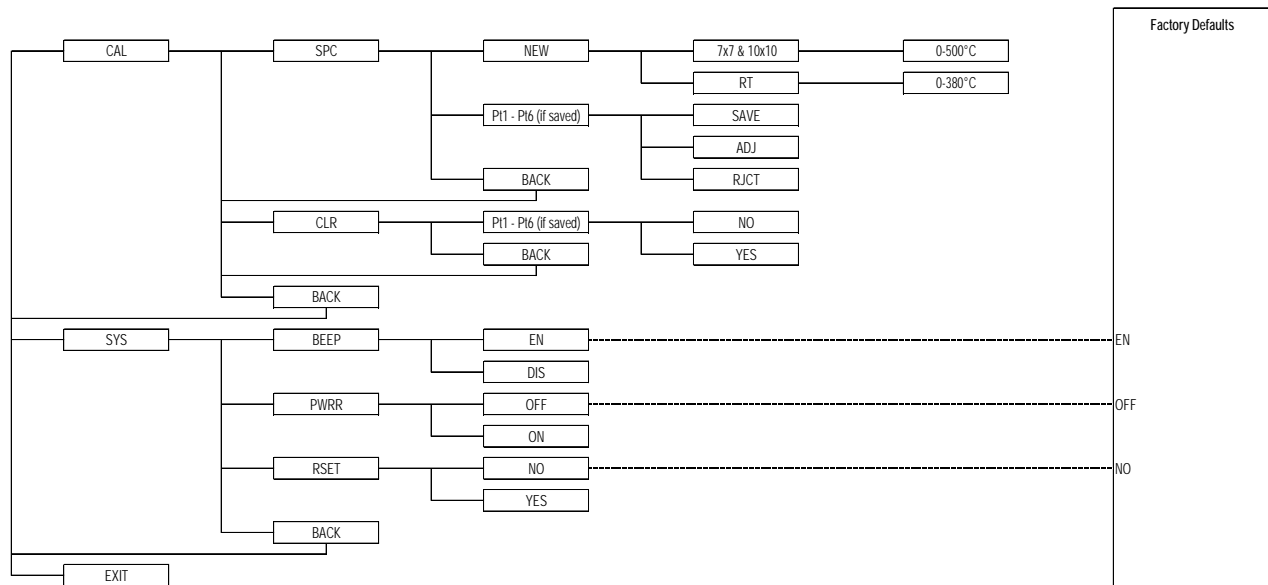 Factory Defaults
CAL
SPC
NEW
7x7 & 10x10
0-500°C
RT
0-380°C
Pt1 - Pt6 (if saved)
SAVE
ADJ
RJCT
BACK
CLR
Pt1 - Pt6 (if saved)
NO
BACK
YES
BACK
SYS
BEEP
EN
EN
DIS
PWRR
OFF
OFF
ON
RSET
NO
NO
YES
BACK
EXIT